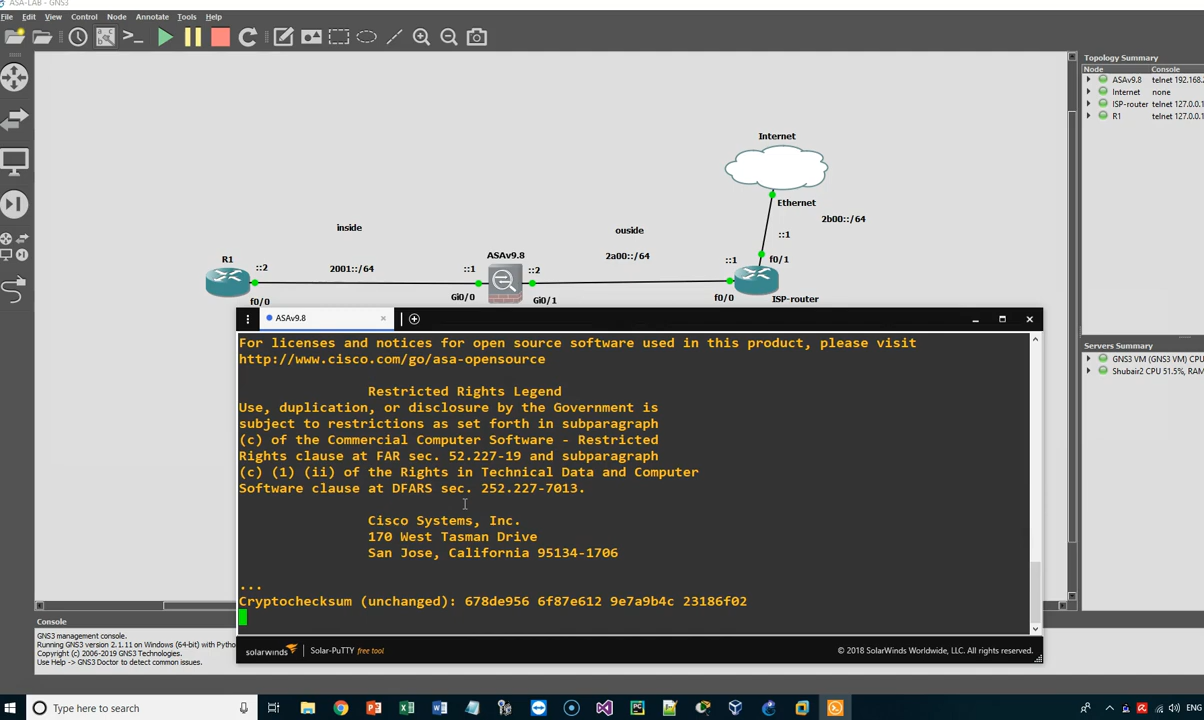 ASA-LAB - GNS3
File Edit View Control Node Annotate Tools Help
Topology Summary
Node Console
ASAv9.8 telnet 192.168.2
Internet none
ISP-router telnet 127.0.0.1
R1 telnet 127.0.0.1
Internet
Ethernet
2b00::/64
::1
f0/1
inside
ouside
R1
::2
2001::/64
::1
ASAv9.8
::2
2a00::/64
::1
f0/0
Gi0/0
Gi0/1
f0/0
ISP-router
ASAv9.8
For licenses and notices for open source software used in this product, please visit
http://www.cisco.com/go/asa-opensource
Restricted Rights Legend
Use, duplication, or disclosure by the Government is
subject to restrictions as set forth in subparagraph
(c) of the Commercial Computer Software - Restricted
Rights clause at FAR sec. 52.227-19 and subparagraph
(c) (1) (ii) of the Rights in Technical Data and Computer
Software clause at DFARS sec. 252.227-7013.
Cisco Systems, Inc.
170 West Tasman Drive
San Jose, California 95134-1706
...
Cryptochecksum (unchanged): 678de956 6f87e612 9e7a9b4c 23186f02
solarwinds Solar-PuTTY free tool
© 2018 SolarWinds Worldwide, LLC. All rights reserved.
Servers Summary
GNS3 VM (GNS3 VM) CPU
Shubair2 CPU 51.5%, RAM
Console
GNS3 management console.
Running GNS3 version 2.1.11 on Windows (64-bit) with Pytho
Copyright (c) 2006-2019 GNS3 Technologies.
Use Help -> GNS3 Doctor to detect common issues.
Type here to search
ENG